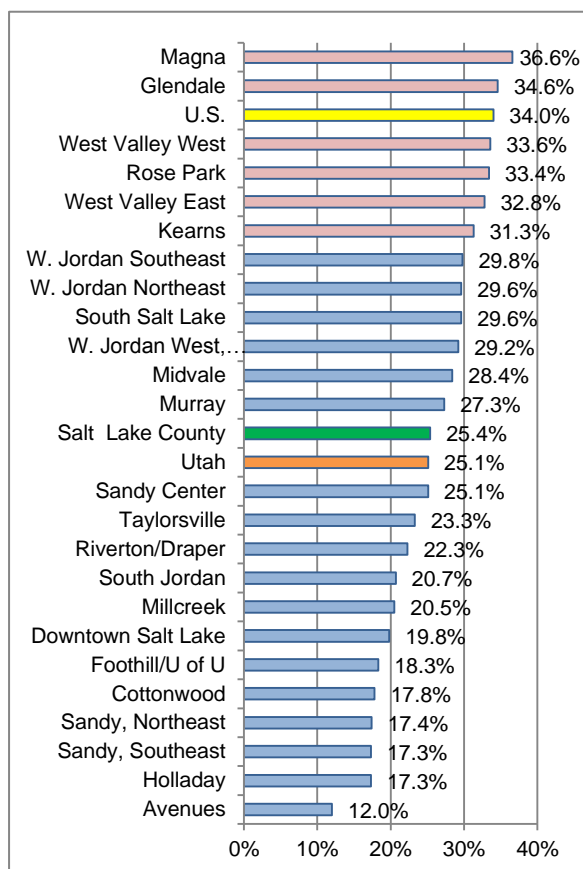 Magna 36.6%
Glendale 34.6%
U.S. 34.0%
West Valley West 33.6%
Rose Park 33.4%
West Valley East 32.8%
Kearns 31.3%
W. Jordan Southeast 29.8%
W. Jordan Northeast 29.6%
South Salt Lake 29.6%
W. Jordan West,… 29.2%
Midvale 28.4%
Murray 27.3%
Salt  Lake County 25.4%
Utah 25.1%
Sandy Center 25.1%
Taylorsville 23.3%
Riverton/Draper 22.3%
South Jordan 20.7%
Millcreek 20.5%
Downtown Salt Lake 19.8%
Foothill/U of U 18.3%
Cottonwood 17.8%
Sandy, Northeast 17.4%
Sandy, Southeast 17.3%
Holladay 17.3%
Avenues 12.0%
0% 10% 20% 30% 40%